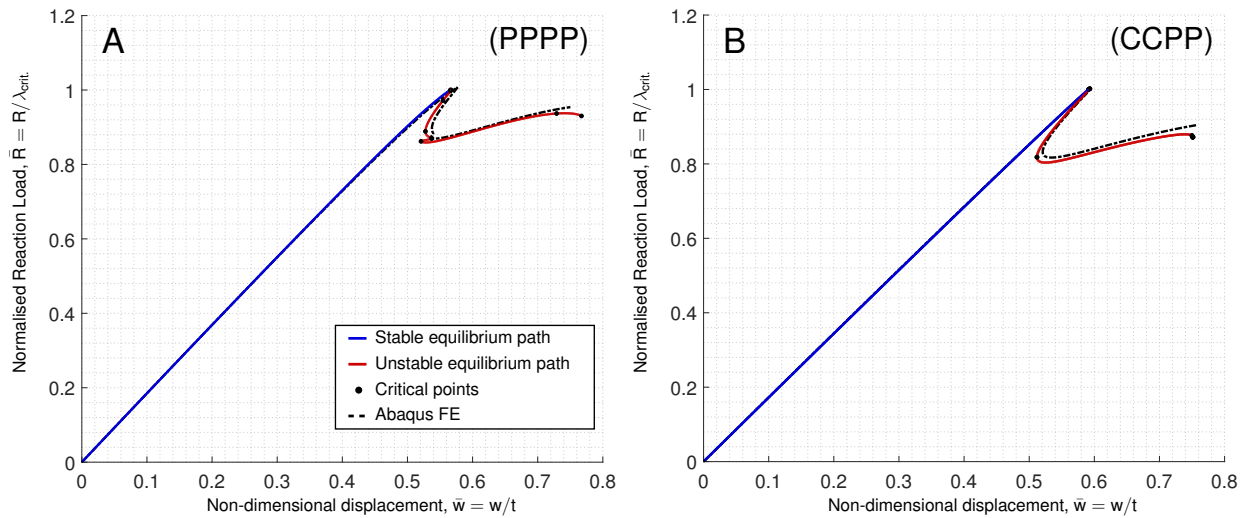 A
(PPPP)
Normalised Reaction Load, R̄ = R/λcrit.
1.2
1
0.8
0.6
0.4
0.2
0
Stable equilibrium path
Unstable equilibrium path
Critical points
Abaqus FE
0 0.1 0.2 0.3 0.4 0.5 0.6 0.7 0.8
Non-dimensional displacement, w̄ = w/t
B
(CCPP)
Normalised Reaction Load, R̄ = R/λcrit.
1.2
1
0.8
0.6
0.4
0.2
0
0 0.1 0.2 0.3 0.4 0.5 0.6 0.7 0.8
Non-dimensional displacement, w̄ = w/t